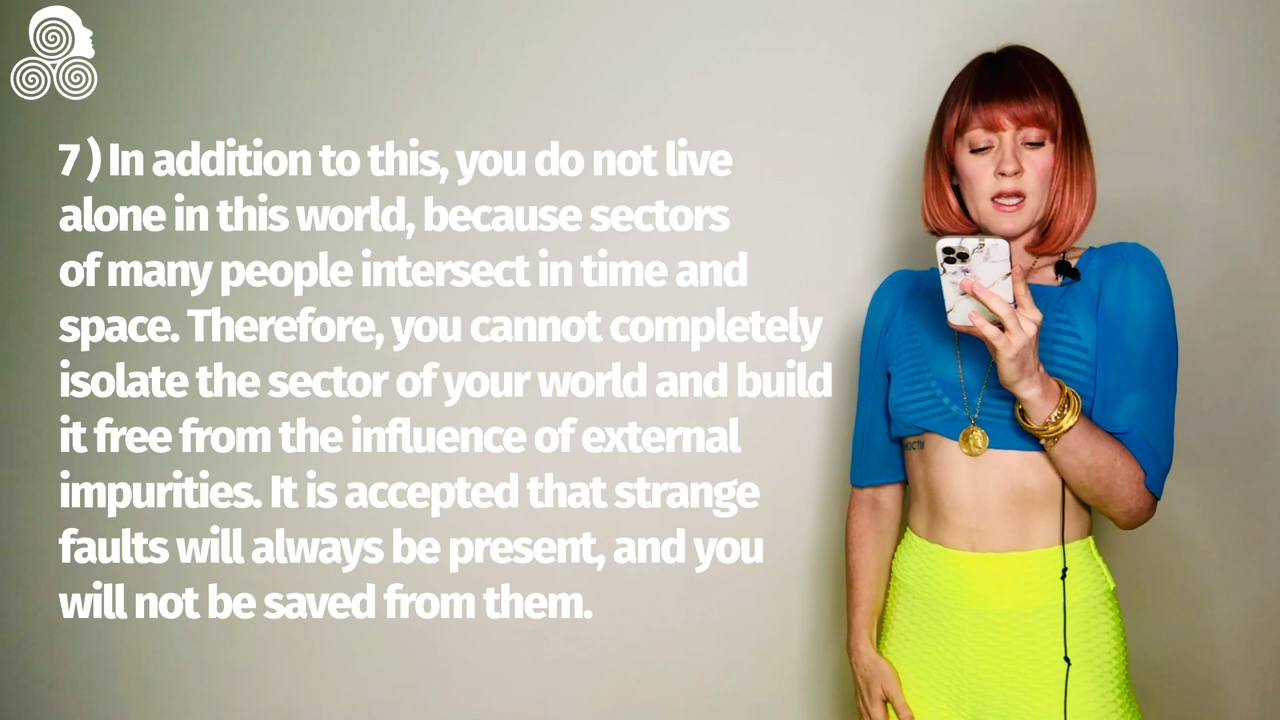 7 ) In addition to this, you do not live
alone in this world, because sectors
of many people intersect in time and
space. Therefore, you cannot completely
isolate the sector of your world and build
it free from the influence of external
impurities. It is accepted that strange
faults will always be present, and you
will not be saved from them.